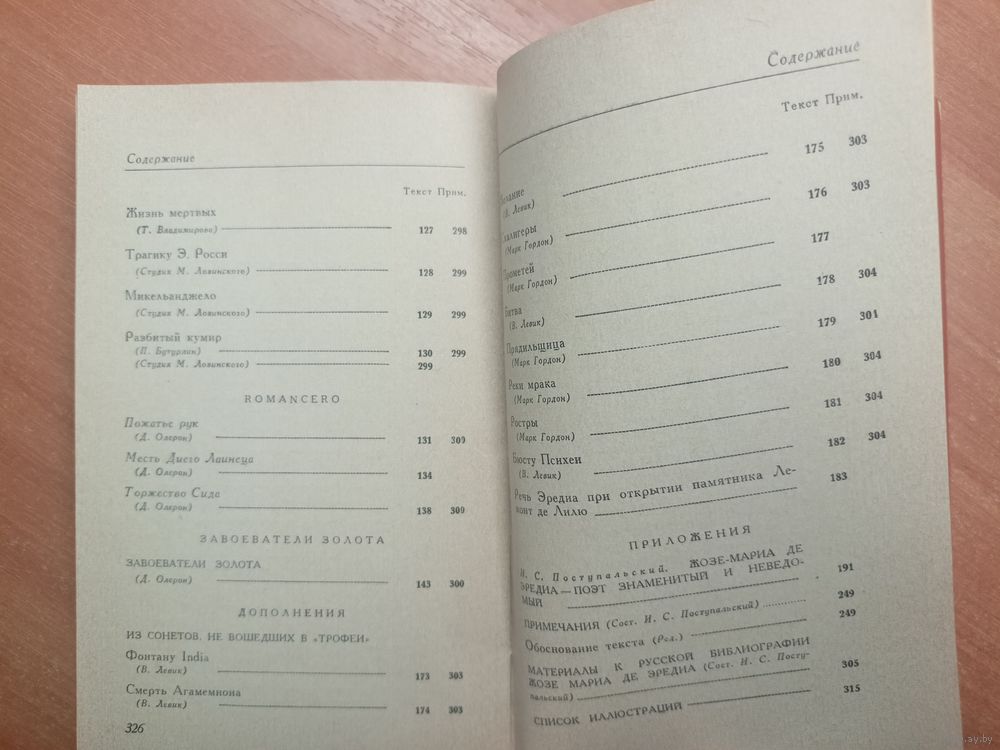 Содержание
Текст Прим.
Жизнь мертвых
(Т. Владимирова) 127 298
Трагику Э. Росси
(Студия М. Лозинского) 128 299
Микельанджело
(Студия М. Лозинского) 129 299
Разбитый кумир
(П. Бутурлин) 130 299
(Студия М. Лозинского) 299
ROMANCERO
Пожатье рук
(Д. Олерон) 131 300
Месть Диего Лаинеца
(Д. Олерон) 134
Торжество Сида
(Д. Олерон) 138 300
ЗАВОЕВАТЕЛИ ЗОЛОТА
ЗАВОЕВАТЕЛИ ЗОЛОТА
(Д. Олерон) 143 300
ДОПОЛНЕНИЯ
ИЗ СОНЕТОВ, НЕ ВОШЕДШИХ В «ТРОФЕИ»
Фонтану India
(В. Левик) 173 303
Смерть Агамемнона
(В. Левик) 174 303
326
Содержание
Текст Прим.
(В. Левик) 175 303
(Марк Гордон) 176 303
Прометей
(Марк Гордон) 177
Битва
(В. Левик) 178 304
Прядильщица
(Марк Гордон) 179 304
Реки мрака
(Марк Гордон) 180 304
Ростры
(Марк Гордон) 181 304
Бюсту Психеи
(В. Левик) 182 304
Речь Эредиа при открытии памятника Ле-
конт де Лилю 183
ПРИЛОЖЕНИЯ
И. С. Поступальский. ЖОЗЕ-МАРИА ДЕ
ЭРЕДИА — ПОЭТ ЗНАМЕНИТЫЙ И НЕВЕДО-
МЫЙ 191
ПРИМЕЧАНИЯ (Сост. И. С. Поступальский) 249
Обоснование текста (Ред.) 249
МАТЕРИАЛЫ К РУССКОЙ БИБЛИОГРАФИИ
ЖОЗЕ МАРИА ДЕ ЭРЕДИА (Сост. И. С. Посту-
пальский) 305
СПИСОК ИЛЛЮСТРАЦИЙ 315